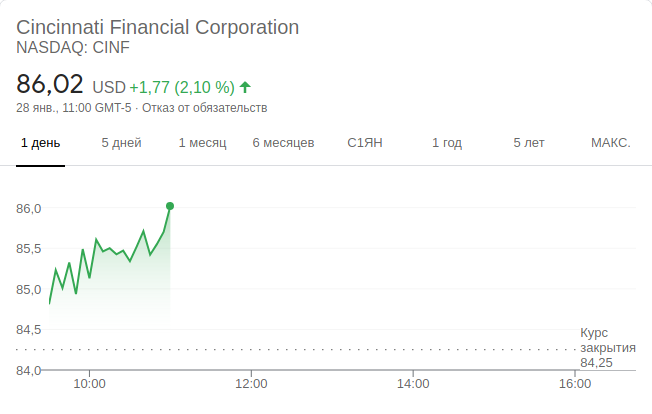 Cincinnati Financial Corporation
NASDAQ: CINF
86,02 USD +1,77 (2,10 %)
28 янв., 11:00 GMT-5 · Отказ от обязательств
1 день 5 дней 1 месяц 6 месяцев С1ЯН 1 год 5 лет МАКС.
86,0
85,5
85,0
84,5
Курс
закрытия
84,25
84,0
10:00 12:00 14:00 16:00